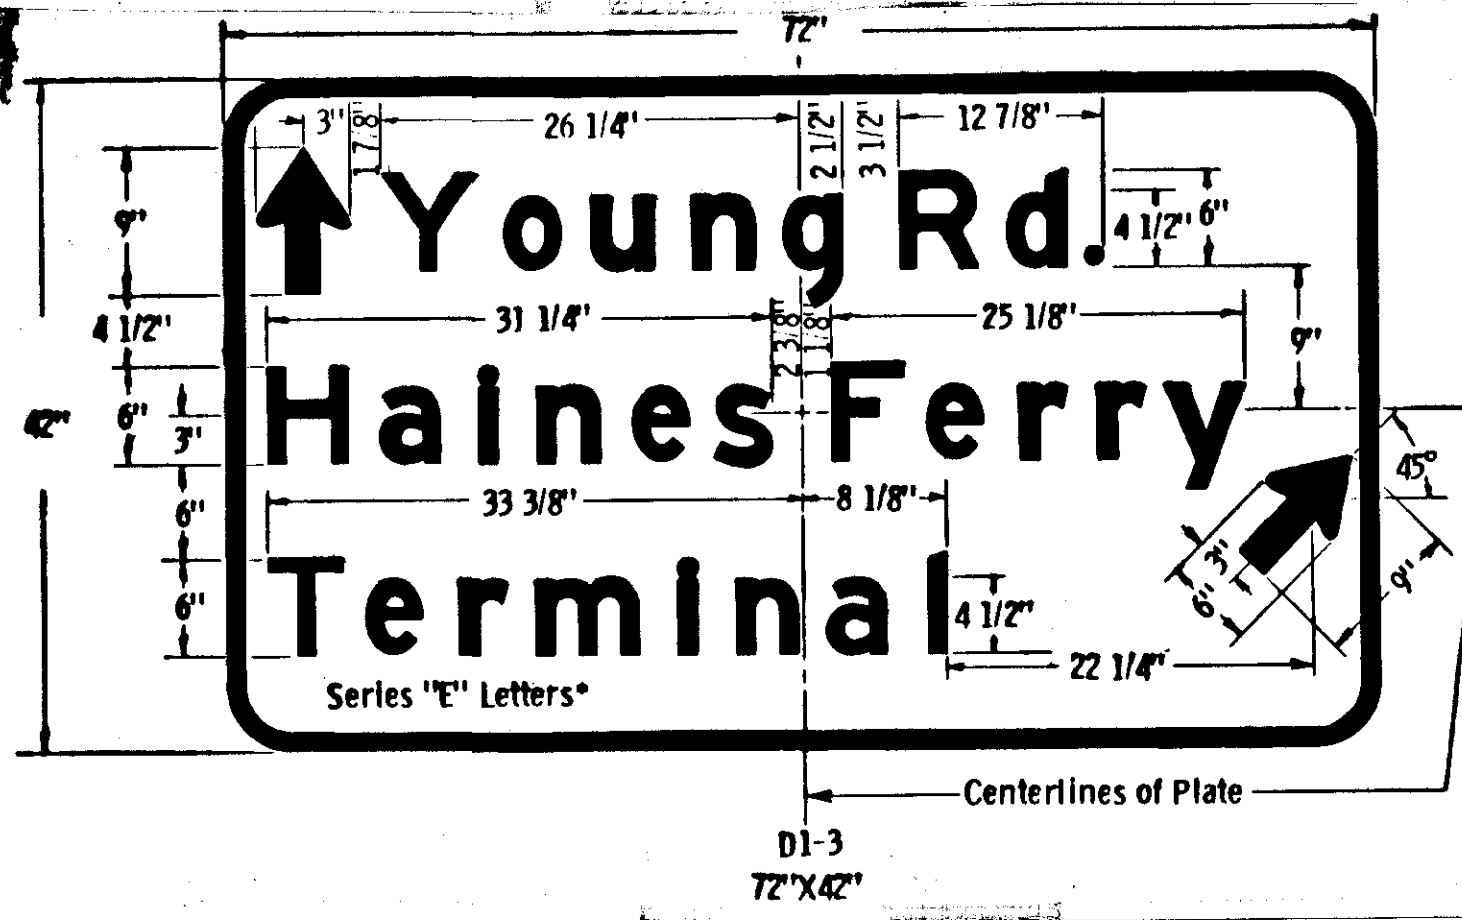 72"
3" 1 7/8" 26 1/4" 2 1/2" 3 1/2" 12 7/8"
Young Rd.
9" 4 1/2" 6"
4 1/2" 31 1/4" 2 3/8" 1 1/8" 25 1/8" 9"
Haines Ferry
42" 6" 3"
45°
6" 33 3/8" 8 1/8"
3" 6" 9"
Terminal
6" 4 1/2"
22 1/4"
Series "E" Letters*
Centerlines of Plate
D1-3
72"X42"